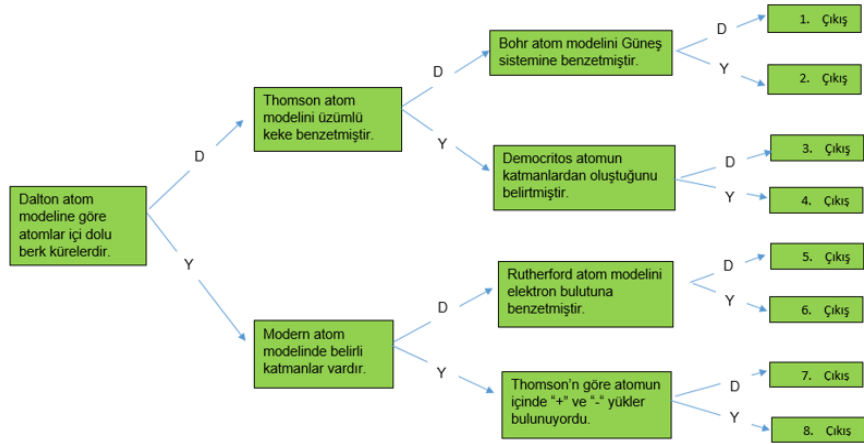 Dalton atom
modeline göre
atomlar içi dolu
berk kürelerdir.
D
Y
Thomson atom
modelini üzümlü
keke benzetmiştir.
D
Y
Modern atom
modelinde belirli
katmanlar vardır.
D
Y
Bohr atom modelini Güneş
sistemine benzetmiştir.
D
Y
Democritos atomun
katmanlardan oluştuğunu
belirtmiştir.
D
Y
Rutherford atom modelini
elektron bulutuna
benzetmiştir.
D
Y
Thomson’n göre atomun
içinde “+” ve “-“ yükler
bulunuyordu.
D
Y
1. Çıkış
2. Çıkış
3. Çıkış
4. Çıkış
5. Çıkış
6. Çıkış
7. Çıkış
8. Çıkış